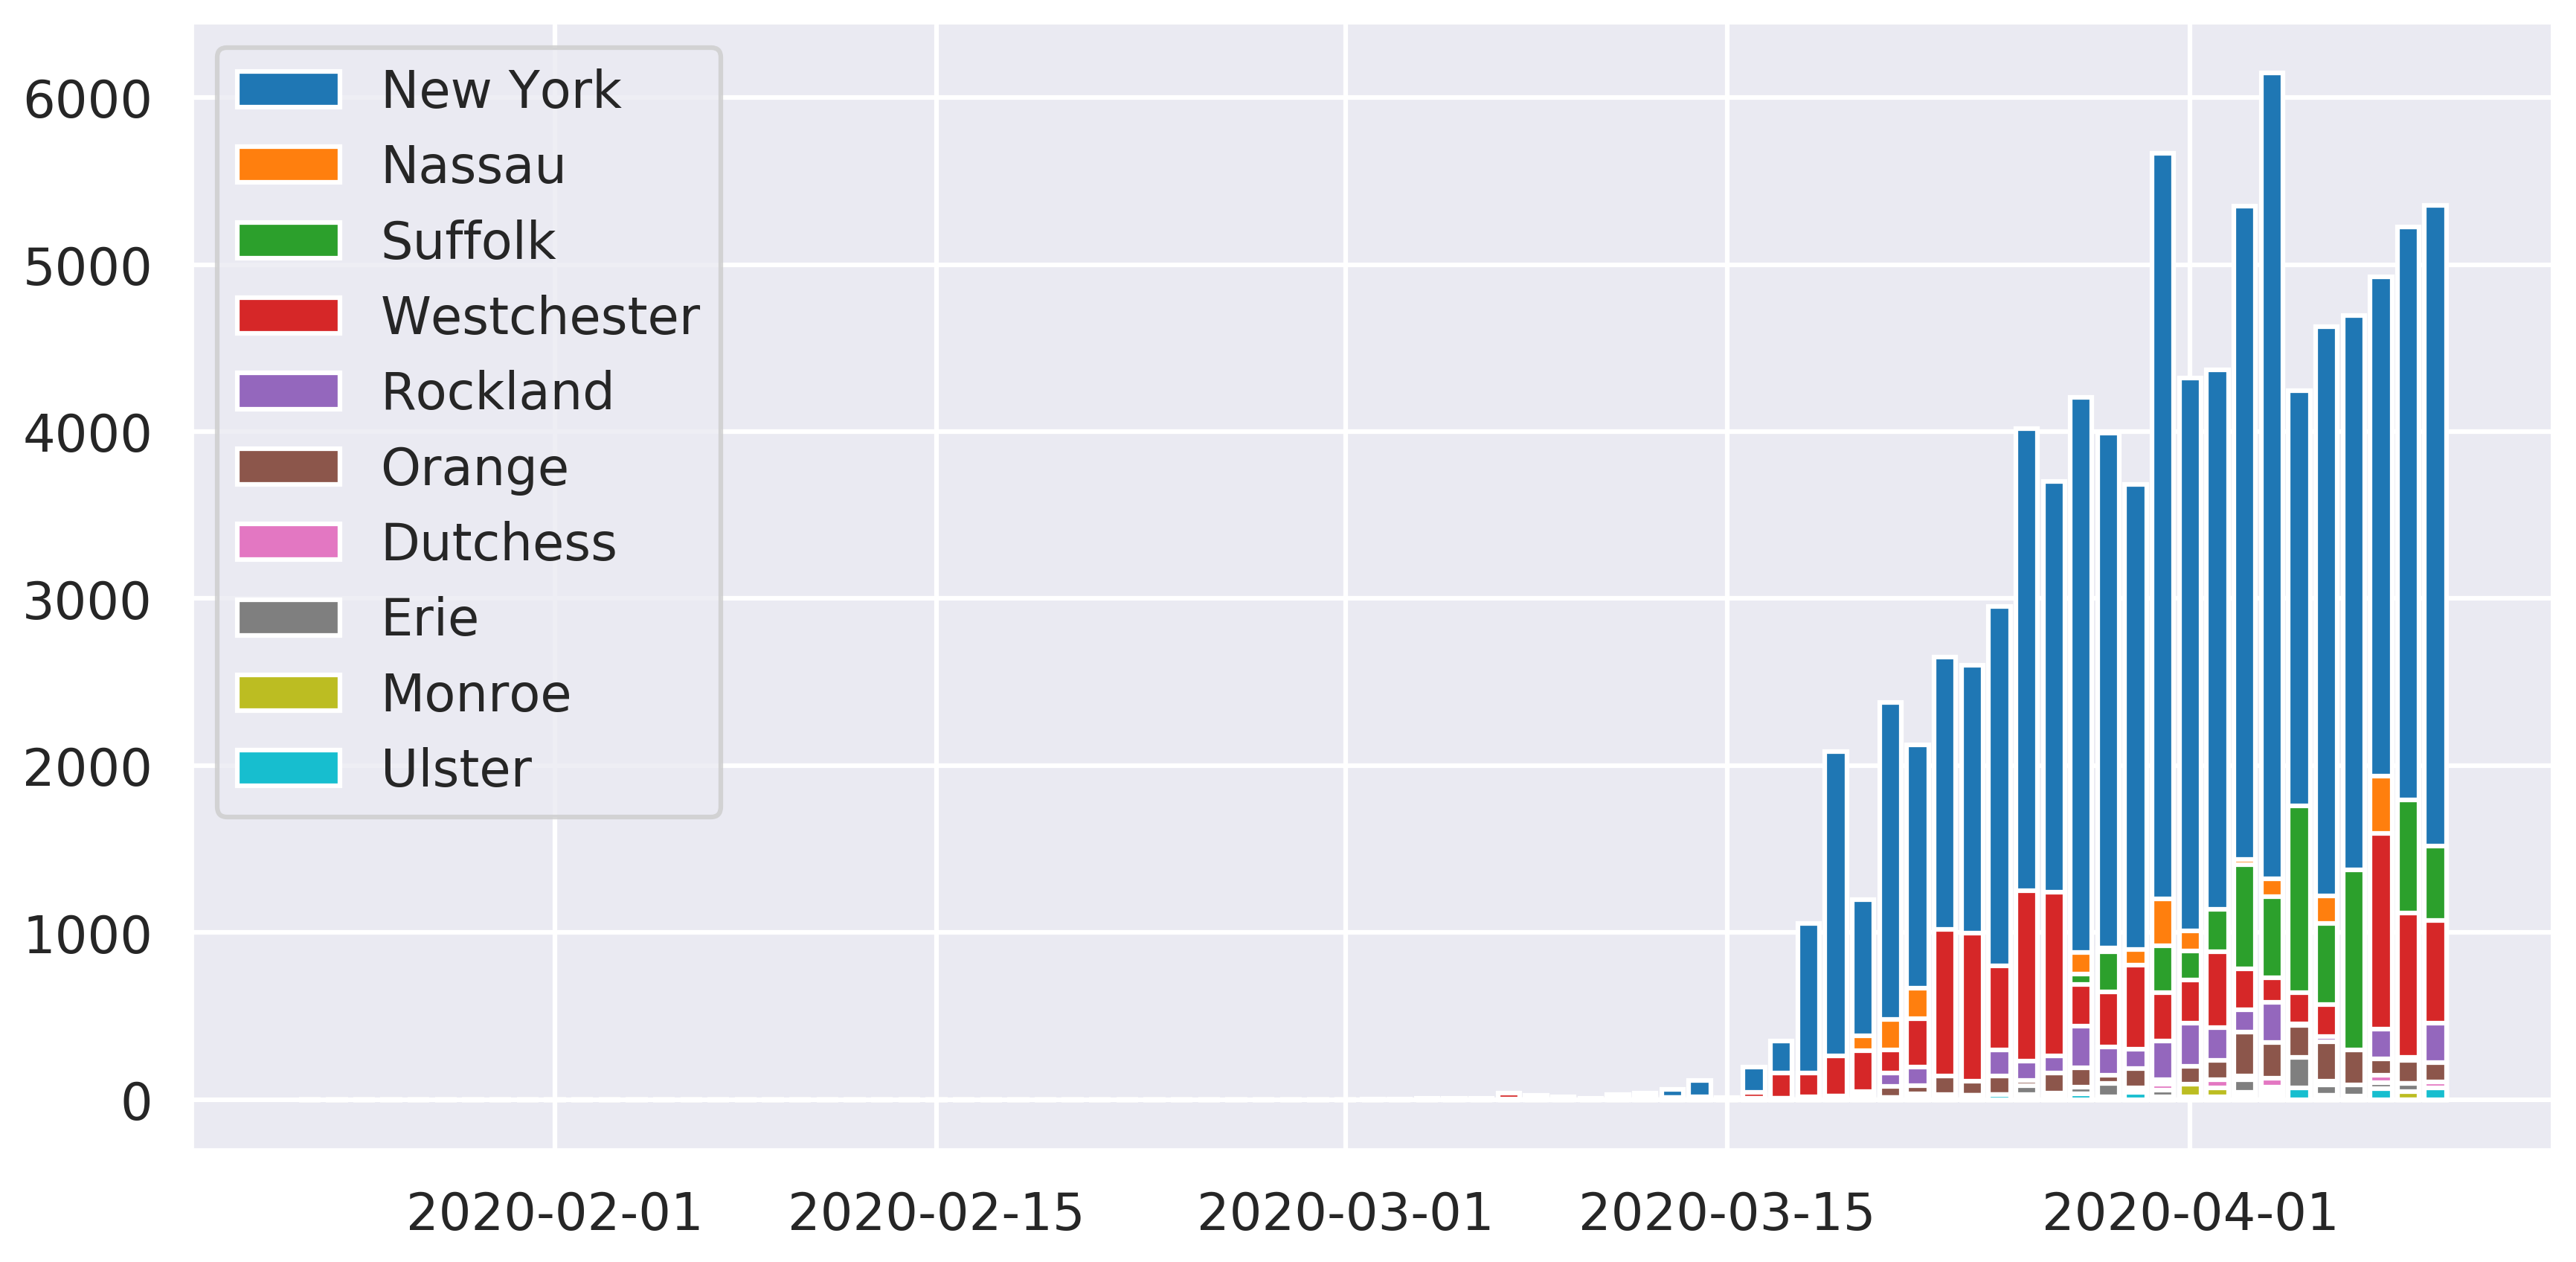 New York
Nassau
Suffolk
Westchester
Rockland
Orange
Dutchess
Erie
Monroe
Ulster
6000
5000
4000
3000
2000
1000
0
2020-02-01
2020-02-15
2020-03-01
2020-03-15
2020-04-01